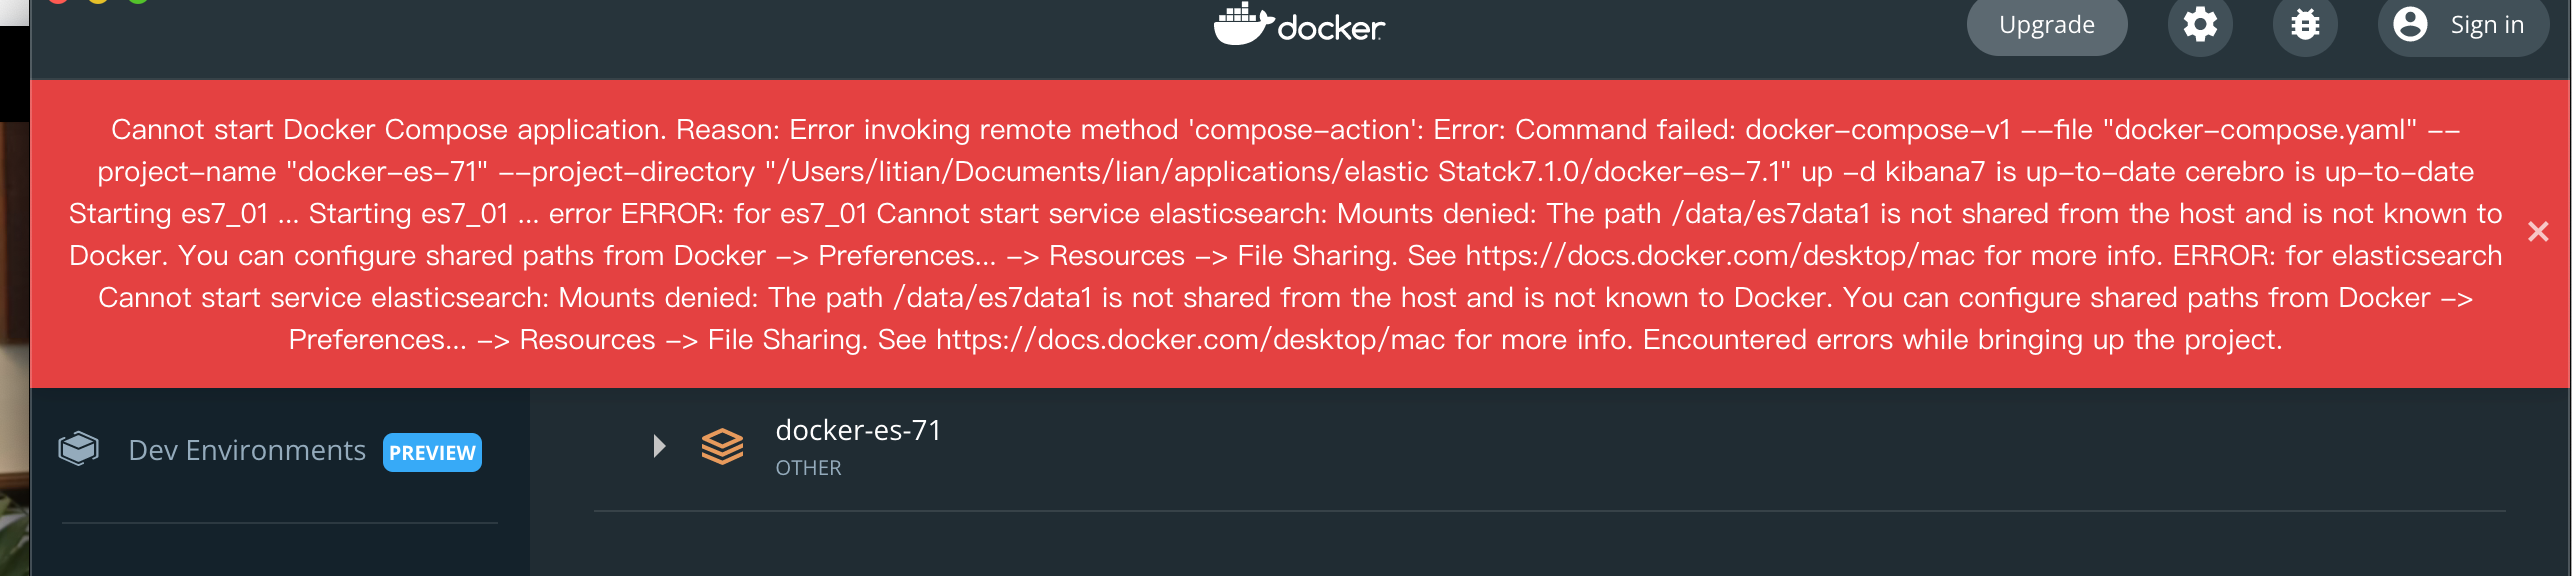 docker
Upgrade
Sign in
Cannot start Docker Compose application. Reason: Error invoking remote method 'compose-action': Error: Command failed: docker-compose-v1 --file "docker-compose.yaml" --
project-name "docker-es-71" --project-directory "/Users/litian/Documents/lian/applications/elastic Statck7.1.0/docker-es-7.1" up -d kibana7 is up-to-date cerebro is up-to-date
Starting es7_01 ... Starting es7_01 ... error ERROR: for es7_01 Cannot start service elasticsearch: Mounts denied: The path /data/es7data1 is not shared from the host and is not known to
Docker. You can configure shared paths from Docker -> Preferences... -> Resources -> File Sharing. See https://docs.docker.com/desktop/mac for more info. ERROR: for elasticsearch
Cannot start service elasticsearch: Mounts denied: The path /data/es7data1 is not shared from the host and is not known to Docker. You can configure shared paths from Docker ->
Preferences... -> Resources -> File Sharing. See https://docs.docker.com/desktop/mac for more info. Encountered errors while bringing up the project.
Dev Environments PREVIEW
docker-es-71
OTHER